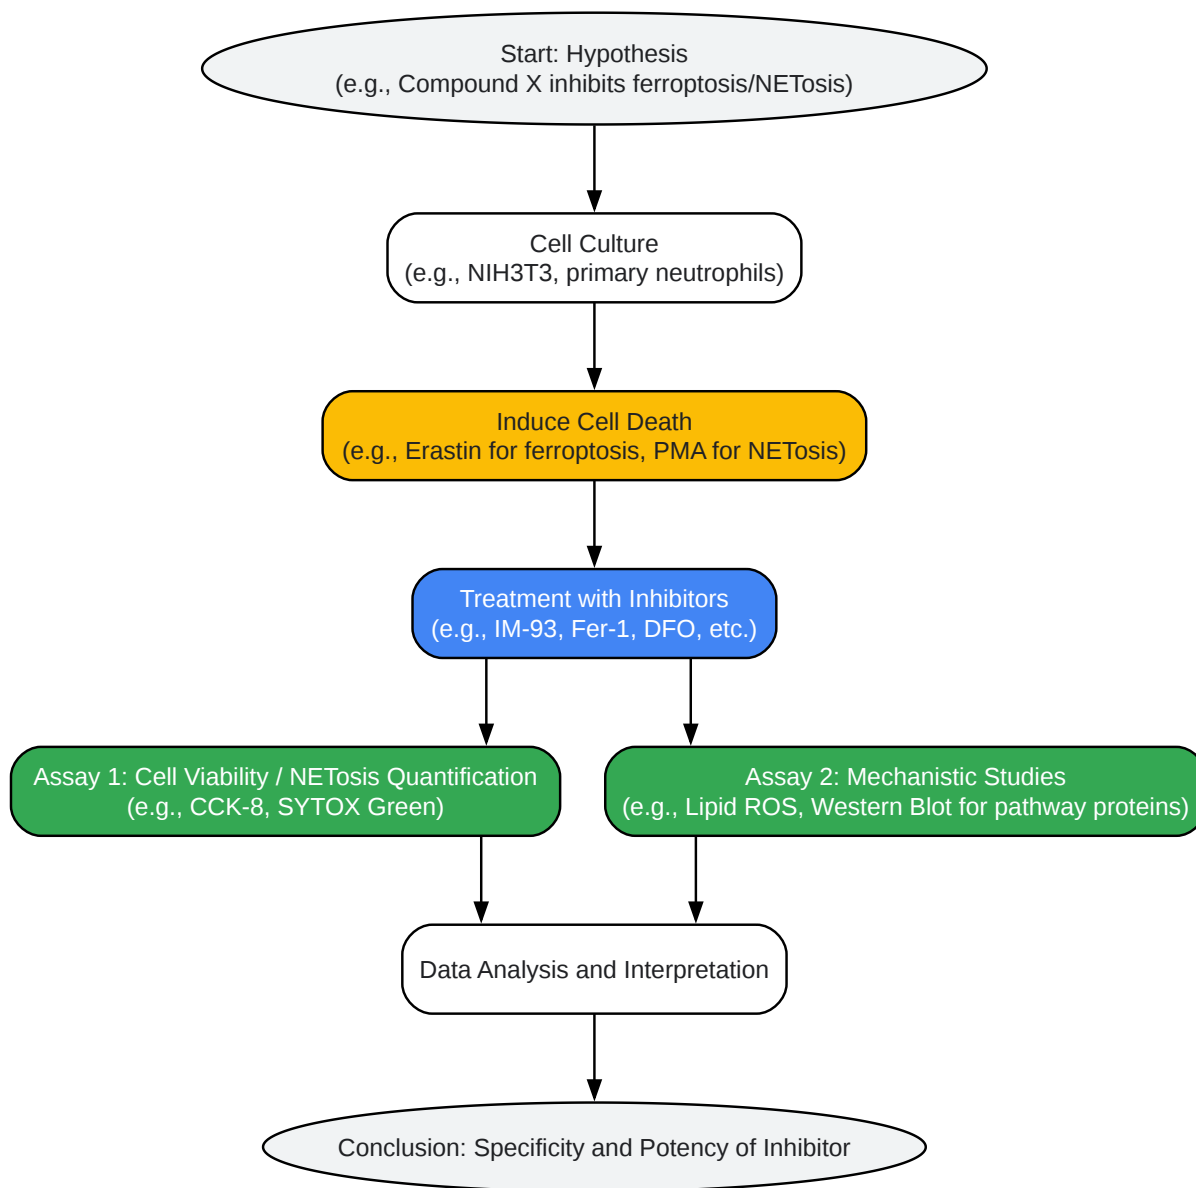 Start: Hypothesis
(e.g., Compound X inhibits ferroptosis/NETosis)
Cell Culture
(e.g., NIH3T3, primary neutrophils)
Induce Cell Death
(e.g., Erastin for ferroptosis, PMA for NETosis)
Treatment with Inhibitors
(e.g., IM-93, Fer-1, DFO, etc.)
Assay 1: Cell Viability / NETosis Quantification
(e.g., CCK-8, SYTOX Green)
Assay 2: Mechanistic Studies
(e.g., Lipid ROS, Western Blot for pathway proteins)
Data Analysis and Interpretation
Conclusion: Specificity and Potency of Inhibitor